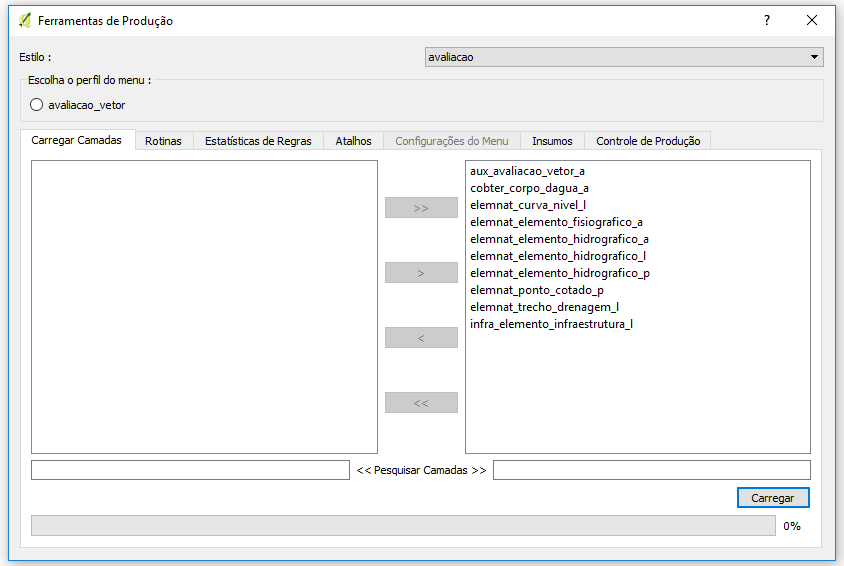 Ferramentas de Produção
?
Estilo :
avaliacao
Escolha o perfil do menu :
avaliacao_vetor
Carregar Camadas
Rotinas
Estatísticas de Regras
Atalhos
Configurações do Menu
Insumos
Controle de Produção
>>
>
<
<<
aux_avaliacao_vetor_a
cobter_corpo_dagua_a
elemnat_curva_nivel_l
elemnat_elemento_fisiografico_a
elemnat_elemento_hidrografico_a
elemnat_elemento_hidrografico_l
elemnat_elemento_hidrografico_p
elemnat_ponto_cotado_p
elemnat_trecho_drenagem_l
infra_elemento_infraestrutura_l
<< Pesquisar Camadas >>
Carregar
0%